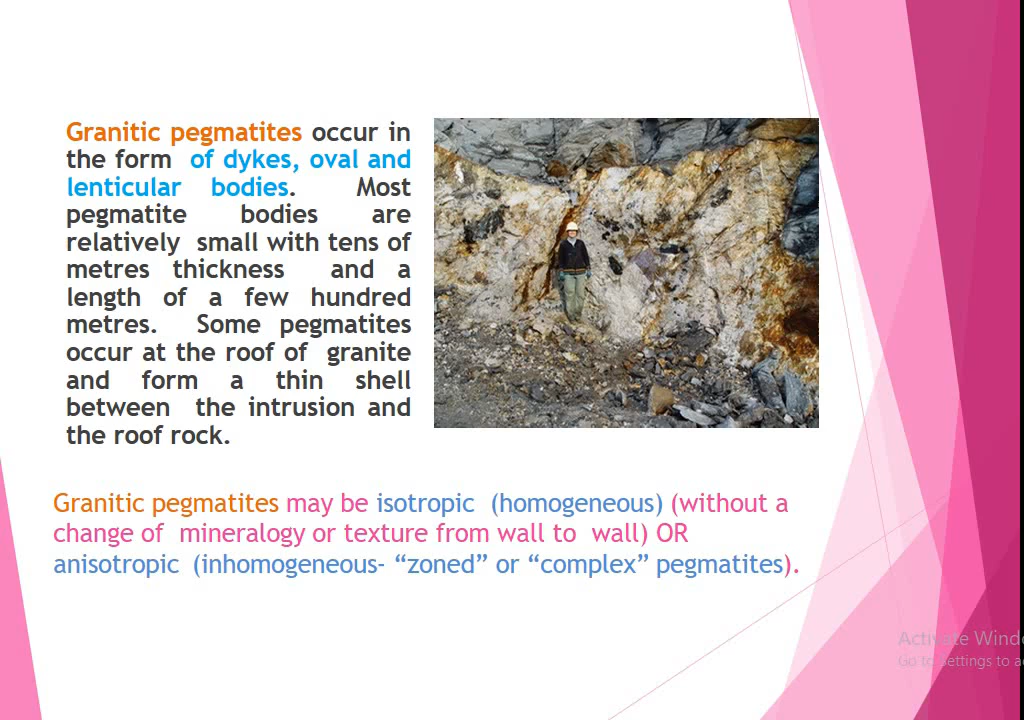 Granitic pegmatites occur in
the form of dykes, oval and
lenticular bodies. Most
pegmatite bodies are
relatively small with tens of
metres thickness and a
length of a few hundred
metres. Some pegmatites
occur at the roof of granite
and form a thin shell
between the intrusion and
the roof rock.
Granitic pegmatites may be isotropic (homogeneous) (without a
change of mineralogy or texture from wall to wall) OR
anisotropic (inhomogeneous- “zoned” or “complex” pegmatites).
Activate Windo
Go to Settings to a